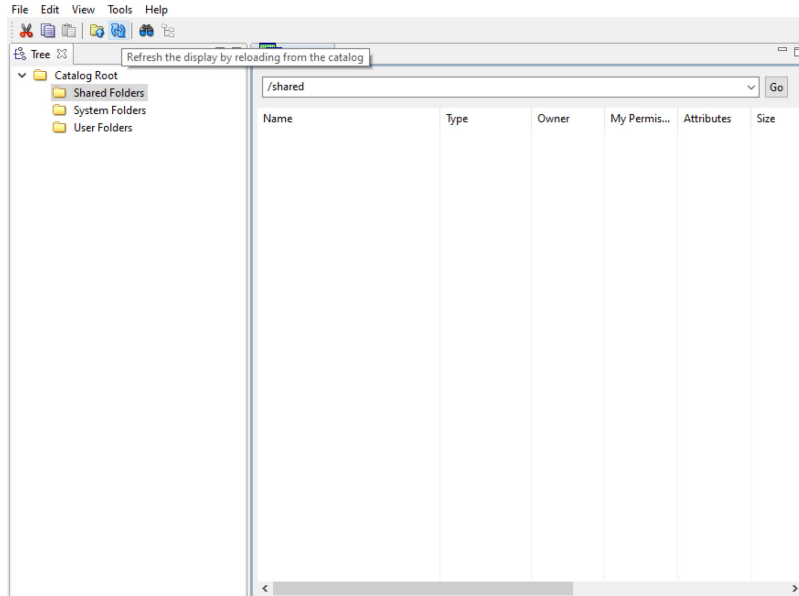 File Edit View Tools Help
Tree
Refresh the display by reloading from the catalog
Catalog Root
Shared Folders
System Folders
User Folders
/shared
Go
Name Type Owner My Permis... Attributes Size